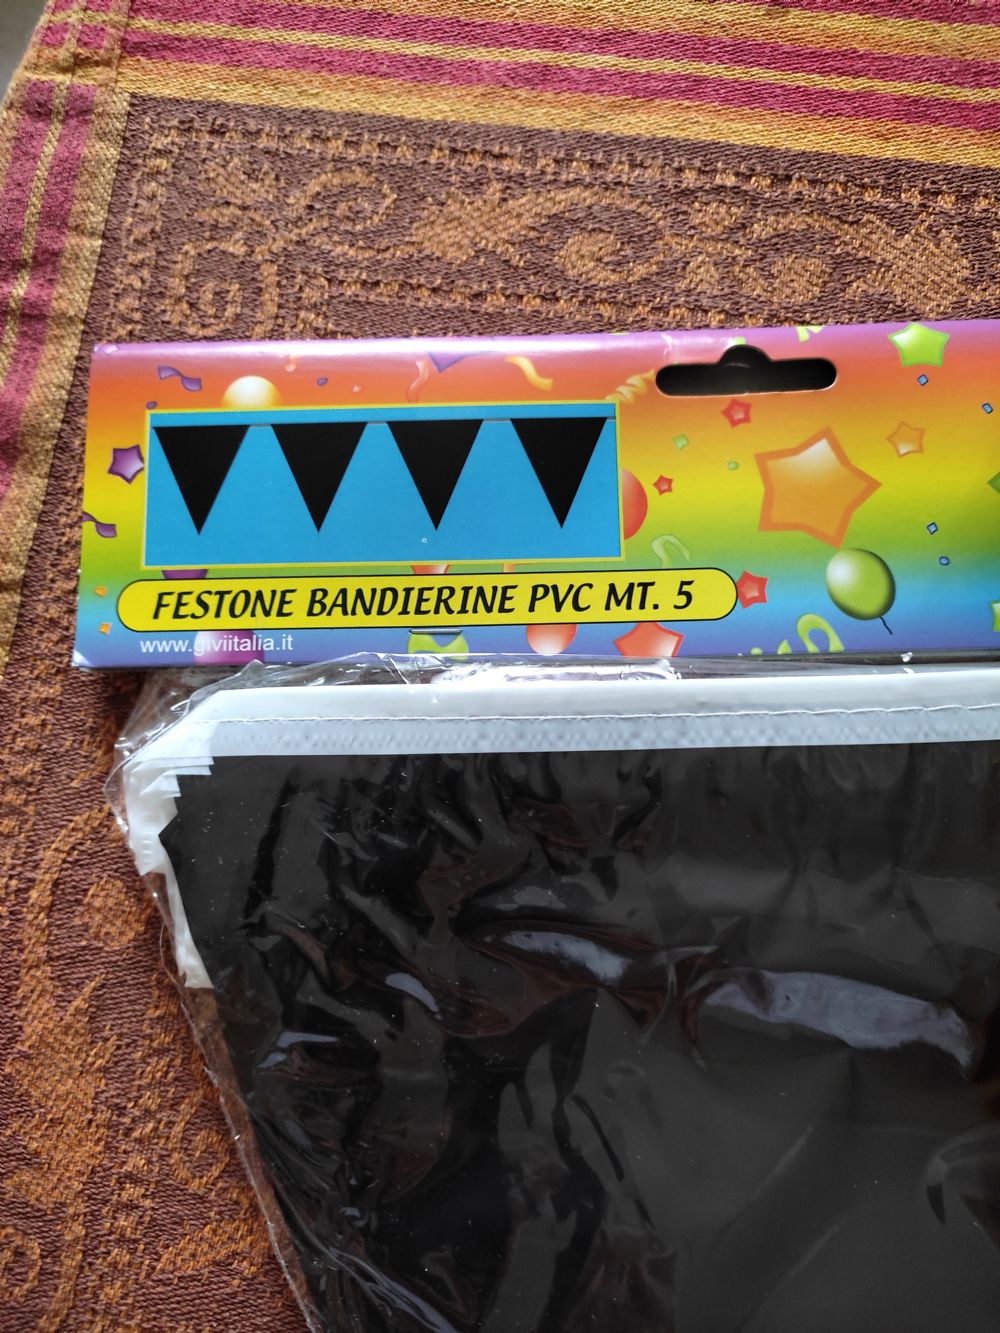 FESTONE BANDIERINE PVC MT. 5
www.giviitalia.it